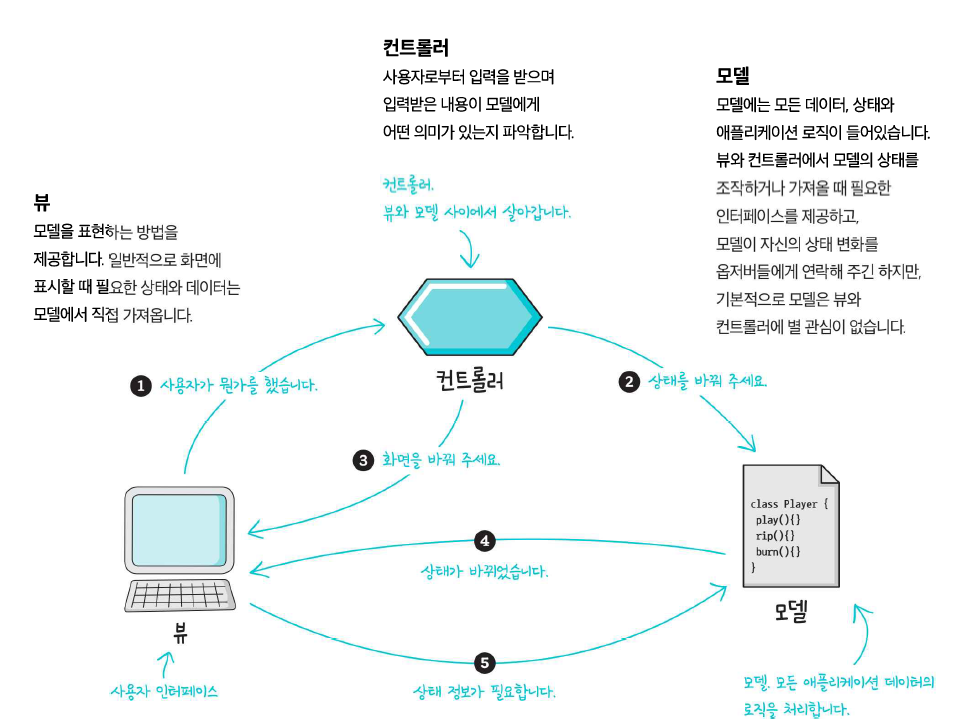 컨트롤러
사용자로부터 입력을 받으며
입력받은 내용이 모델에게
어떤 의미가 있는지 파악합니다.
모델
모델에는 모든 데이터, 상태와
애플리케이션 로직이 들어있습니다.
뷰와 컨트롤러에서 모델의 상태를
조작하거나 가져올 때 필요한
인터페이스를 제공하고,
모델이 자신의 상태 변화를
옵저버들에게 연락해 주긴 하지만,
기본적으로 모델은 뷰와
컨트롤러에 별 관심이 없습니다.
뷰
모델을 표현하는 방법을
제공합니다. 일반적으로 화면에
표시할 때 필요한 상태와 데이터는
모델에서 직접 가져옵니다.
컨트롤러.
뷰와 모델 사이에서 살아갑니다.
컨트롤러
1 사용자가 뭔가를 했습니다.
2 상태를 바꿔 주세요.
3 화면을 바꿔 주세요.
4
상태가 바뀌었습니다.
class Player {
play(){}
rip(){}
burn(){}
}
모델
뷰
5
상태 정보가 필요합니다.
사용자 인터페이스
모델. 모든 애플리케이션 데이터와
로직을 처리합니다.